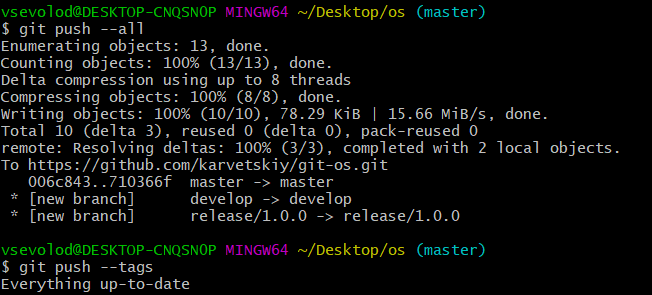 vsevolod@DESKTOP-CNQSNOP MINGW64 ~/Desktop/os (master)
$ git push --all
Enumerating objects: 13, done.
Counting objects: 100% (13/13), done.
Delta compression using up to 8 threads
Compressing objects: 100% (8/8), done.
Writing objects: 100% (10/10), 78.29 KiB | 15.66 MiB/s, done.
Total 10 (delta 3), reused 0 (delta 0), pack-reused 0
remote: Resolving deltas: 100% (3/3), completed with 2 local objects.
To https://github.com/karvetskiy/git-os.git
   006c843..710366f  master -> master
 * [new branch]      develop -> develop
 * [new branch]      release/1.0.0 -> release/1.0.0
vsevolod@DESKTOP-CNQSNOP MINGW64 ~/Desktop/os (master)
$ git push --tags
Everything up-to-date